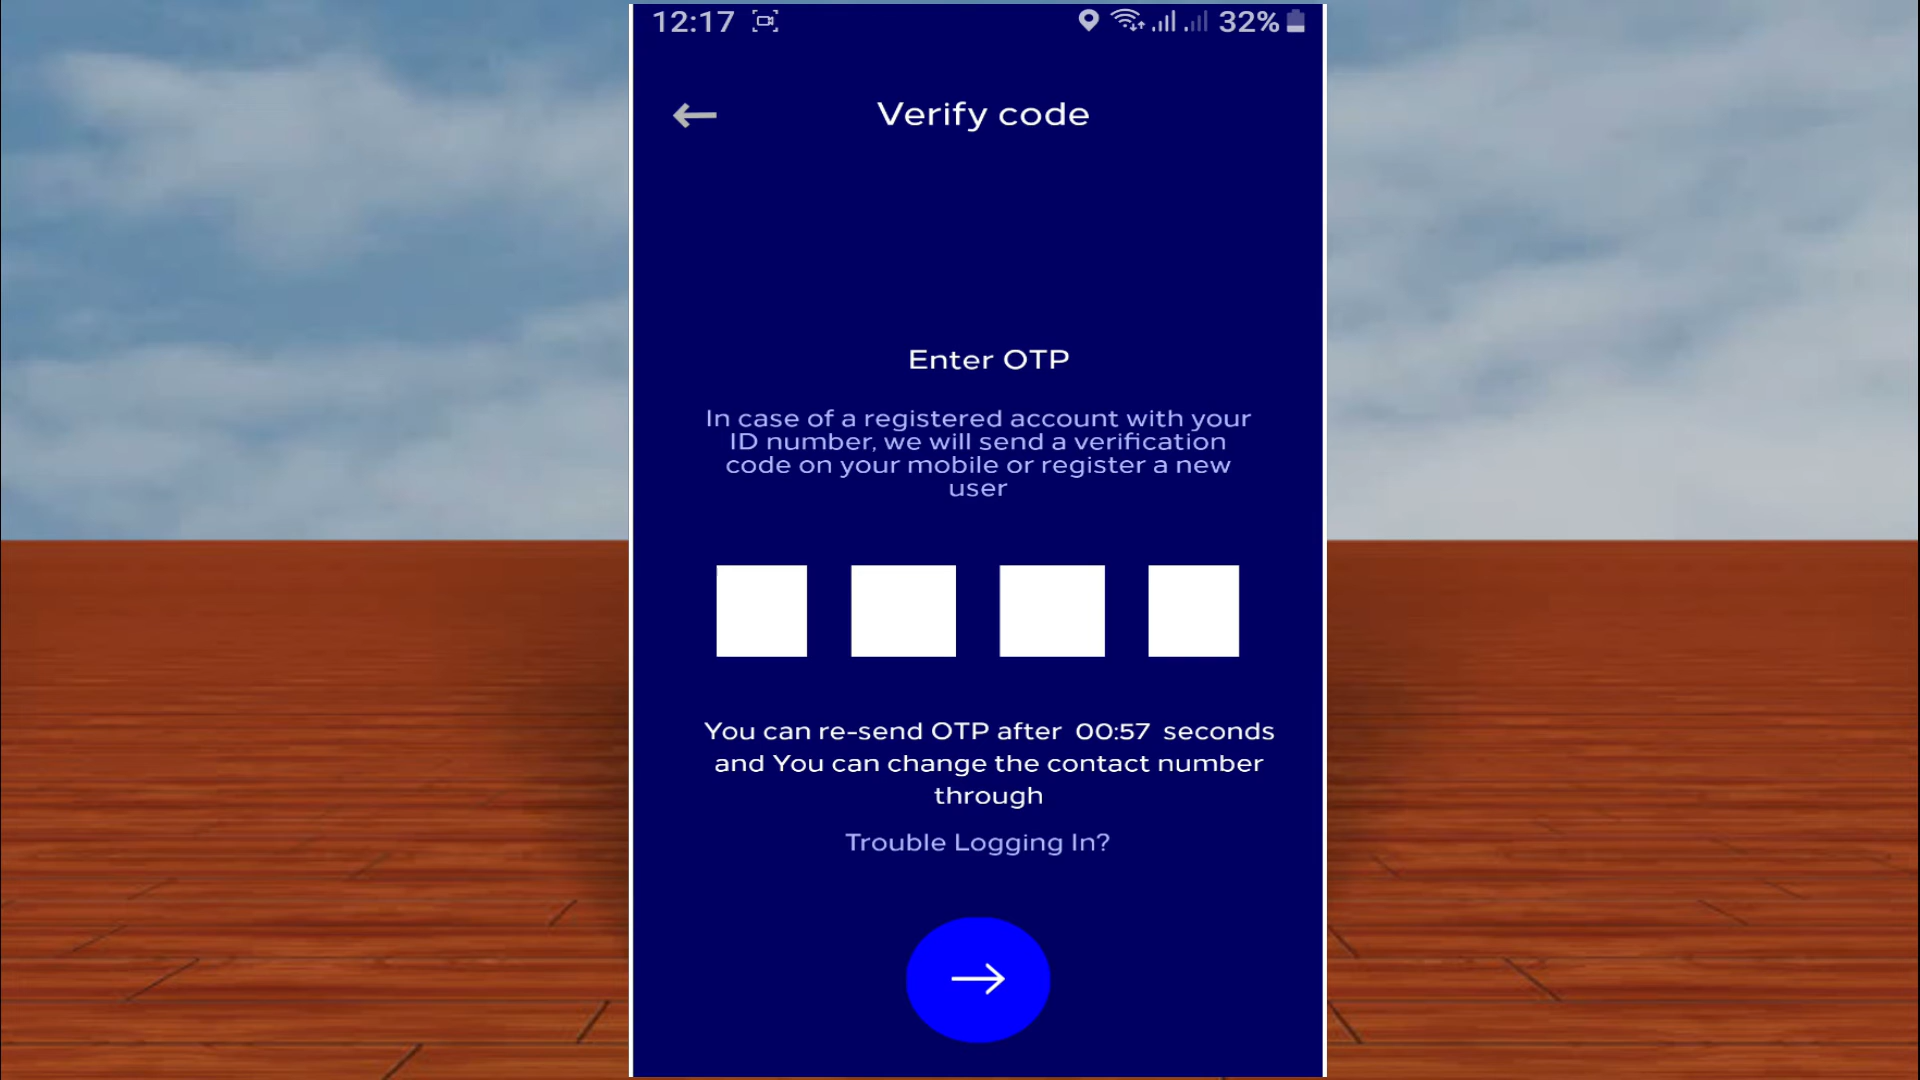 12:17 32%
Verify code
Enter OTP
In case of a registered account with your
ID number, we will send a verification
code on your mobile or register a new
user
You can re-send OTP after 00:57 seconds
and You can change the contact number
through
Trouble Logging In?